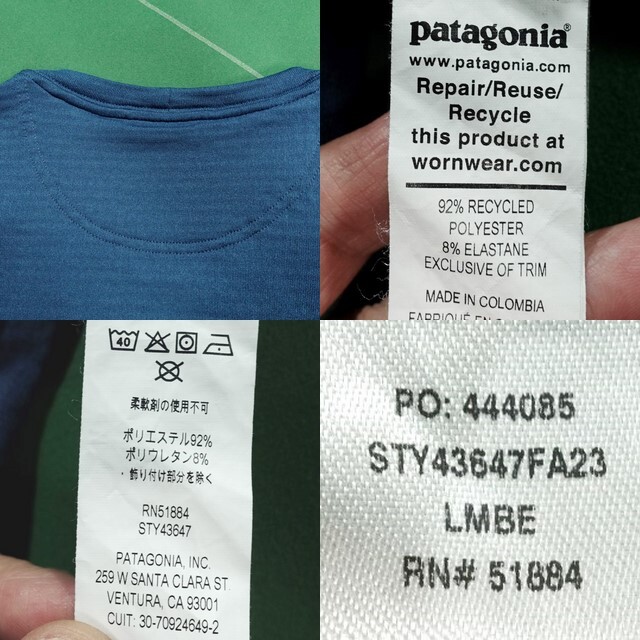 patagonia®
www.patagonia.com
Repair/Reuse/
Recycle
this product at
wornwear.com
92% RECYCLED
POLYESTER
8% ELASTANE
EXCLUSIVE OF TRIM
MADE IN COLOMBIA
40
柔軟剤の使用不可
ポリエステル92%
ポリウレタン8%
・飾り付け部分を除く
RN51884
STY43647
PATAGONIA, INC.
259 W SANTA CLARA ST.
VENTURA, CA 93001
CUIT: 30-70924649-2
PO: 444085
STY43647FA23
LMBE
RN# 51884